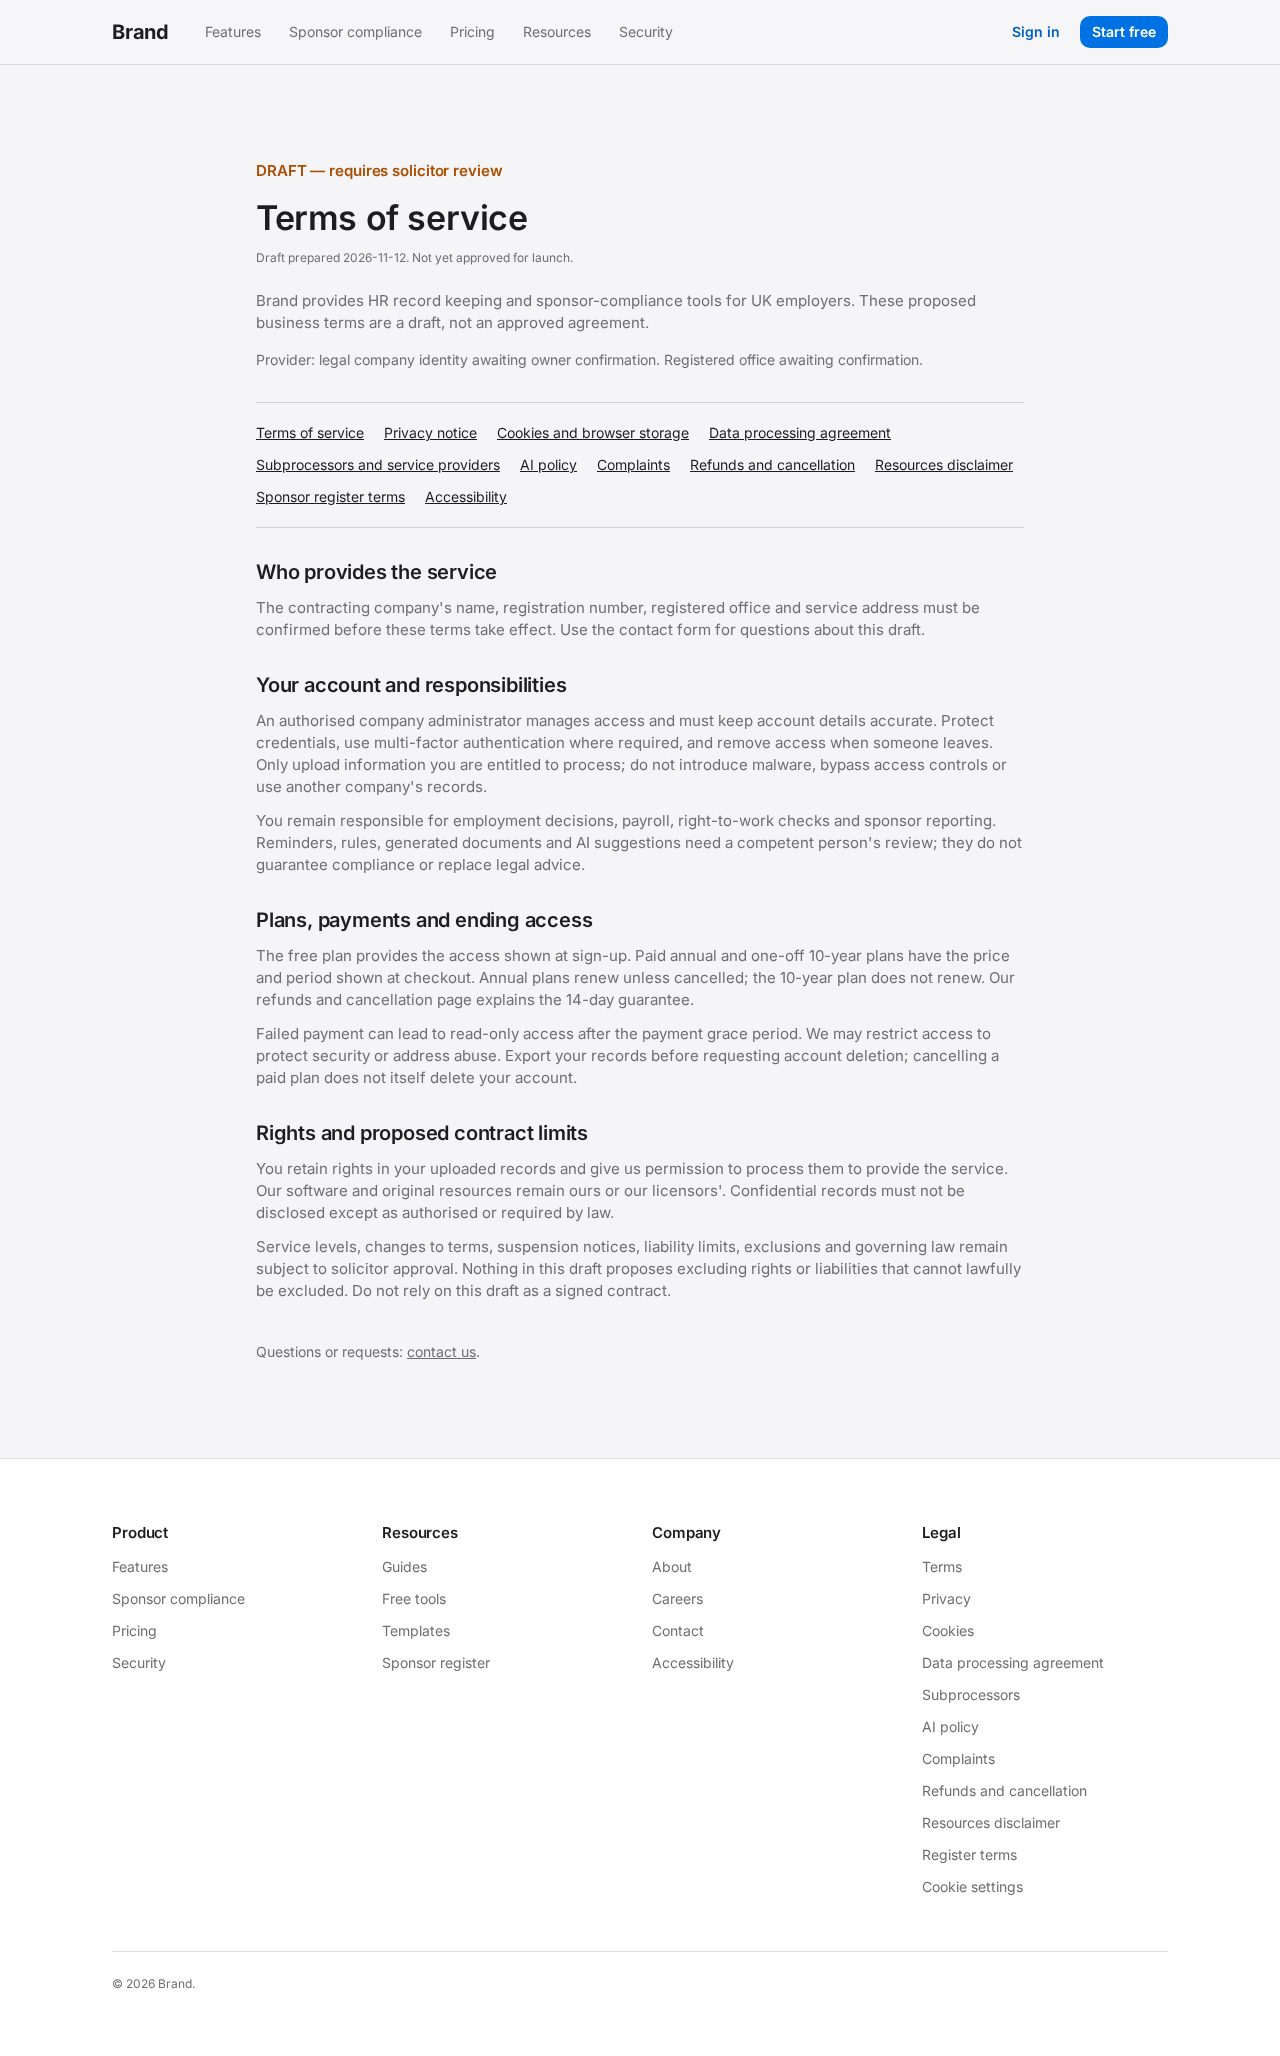 Brand
Features
Sponsor compliance
Pricing
Resources
Security
Sign in
Start free
DRAFT — requires solicitor review
Terms of service
Draft prepared 2026-11-12. Not yet approved for launch.
Brand provides HR record keeping and sponsor-compliance tools for UK employers. These proposed
business terms are a draft, not an approved agreement.
Provider: legal company identity awaiting owner confirmation. Registered office awaiting confirmation.
Terms of service Privacy notice Cookies and browser storage Data processing agreement
Subprocessors and service providers AI policy Complaints Refunds and cancellation Resources disclaimer
Sponsor register terms Accessibility
Who provides the service
The contracting company's name, registration number, registered office and service address must be
confirmed before these terms take effect. Use the contact form for questions about this draft.
Your account and responsibilities
An authorised company administrator manages access and must keep account details accurate. Protect
credentials, use multi-factor authentication where required, and remove access when someone leaves.
Only upload information you are entitled to process; do not introduce malware, bypass access controls or
use another company's records.
You remain responsible for employment decisions, payroll, right-to-work checks and sponsor reporting.
Reminders, rules, generated documents and AI suggestions need a competent person's review; they do not
guarantee compliance or replace legal advice.
Plans, payments and ending access
The free plan provides the access shown at sign-up. Paid annual and one-off 10-year plans have the price
and period shown at checkout. Annual plans renew unless cancelled; the 10-year plan does not renew. Our
refunds and cancellation page explains the 14-day guarantee.
Failed payment can lead to read-only access after the payment grace period. We may restrict access to
protect security or address abuse. Export your records before requesting account deletion; cancelling a
paid plan does not itself delete your account.
Rights and proposed contract limits
You retain rights in your uploaded records and give us permission to process them to provide the service.
Our software and original resources remain ours or our licensors'. Confidential records must not be
disclosed except as authorised or required by law.
Service levels, changes to terms, suspension notices, liability limits, exclusions and governing law remain
subject to solicitor approval. Nothing in this draft proposes excluding rights or liabilities that cannot lawfully
be excluded. Do not rely on this draft as a signed contract.
Questions or requests: contact us.
Product
Features
Sponsor compliance
Pricing
Security
Resources
Guides
Free tools
Templates
Sponsor register
Company
About
Careers
Contact
Accessibility
Legal
Terms
Privacy
Cookies
Data processing agreement
Subprocessors
AI policy
Complaints
Refunds and cancellation
Resources disclaimer
Register terms
Cookie settings
© 2026 Brand.